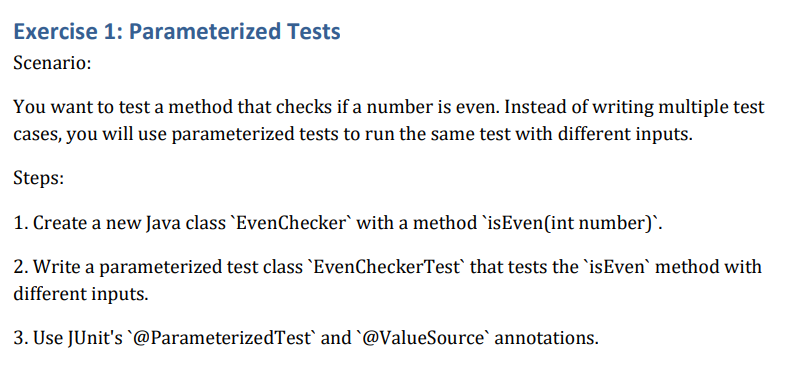 Exercise 1: Parameterized Tests
Scenario:
You want to test a method that checks if a number is even. Instead of writing multiple test
cases, you will use parameterized tests to run the same test with different inputs.
Steps:
1. Create a new Java class `EvenChecker` with a method `isEven(int number)`.
2. Write a parameterized test class `EvenCheckerTest` that tests the `isEven` method with
different inputs.
3. Use JUnit's `@ParameterizedTest` and `@ValueSource` annotations.